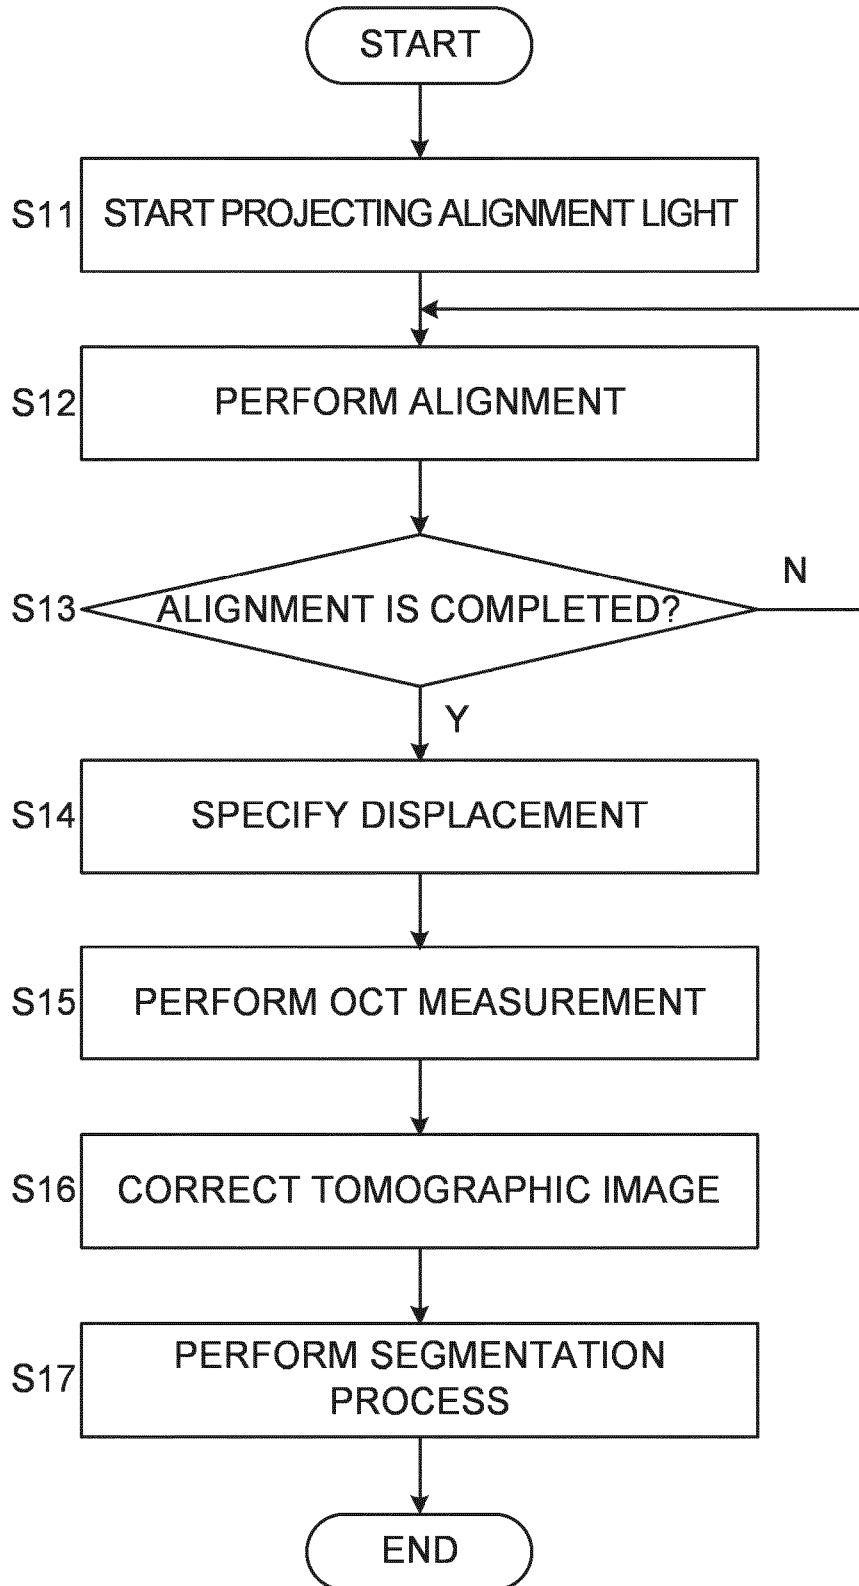 START
S11 START PROJECTING ALIGNMENT LIGHT
S12 PERFORM ALIGNMENT
S13 ALIGNMENT IS COMPLETED?
N
Y
S14 SPECIFY DISPLACEMENT
S15 PERFORM OCT MEASUREMENT
S16 CORRECT TOMOGRAPHIC IMAGE
S17 PERFORM SEGMENTATION
PROCESS
END